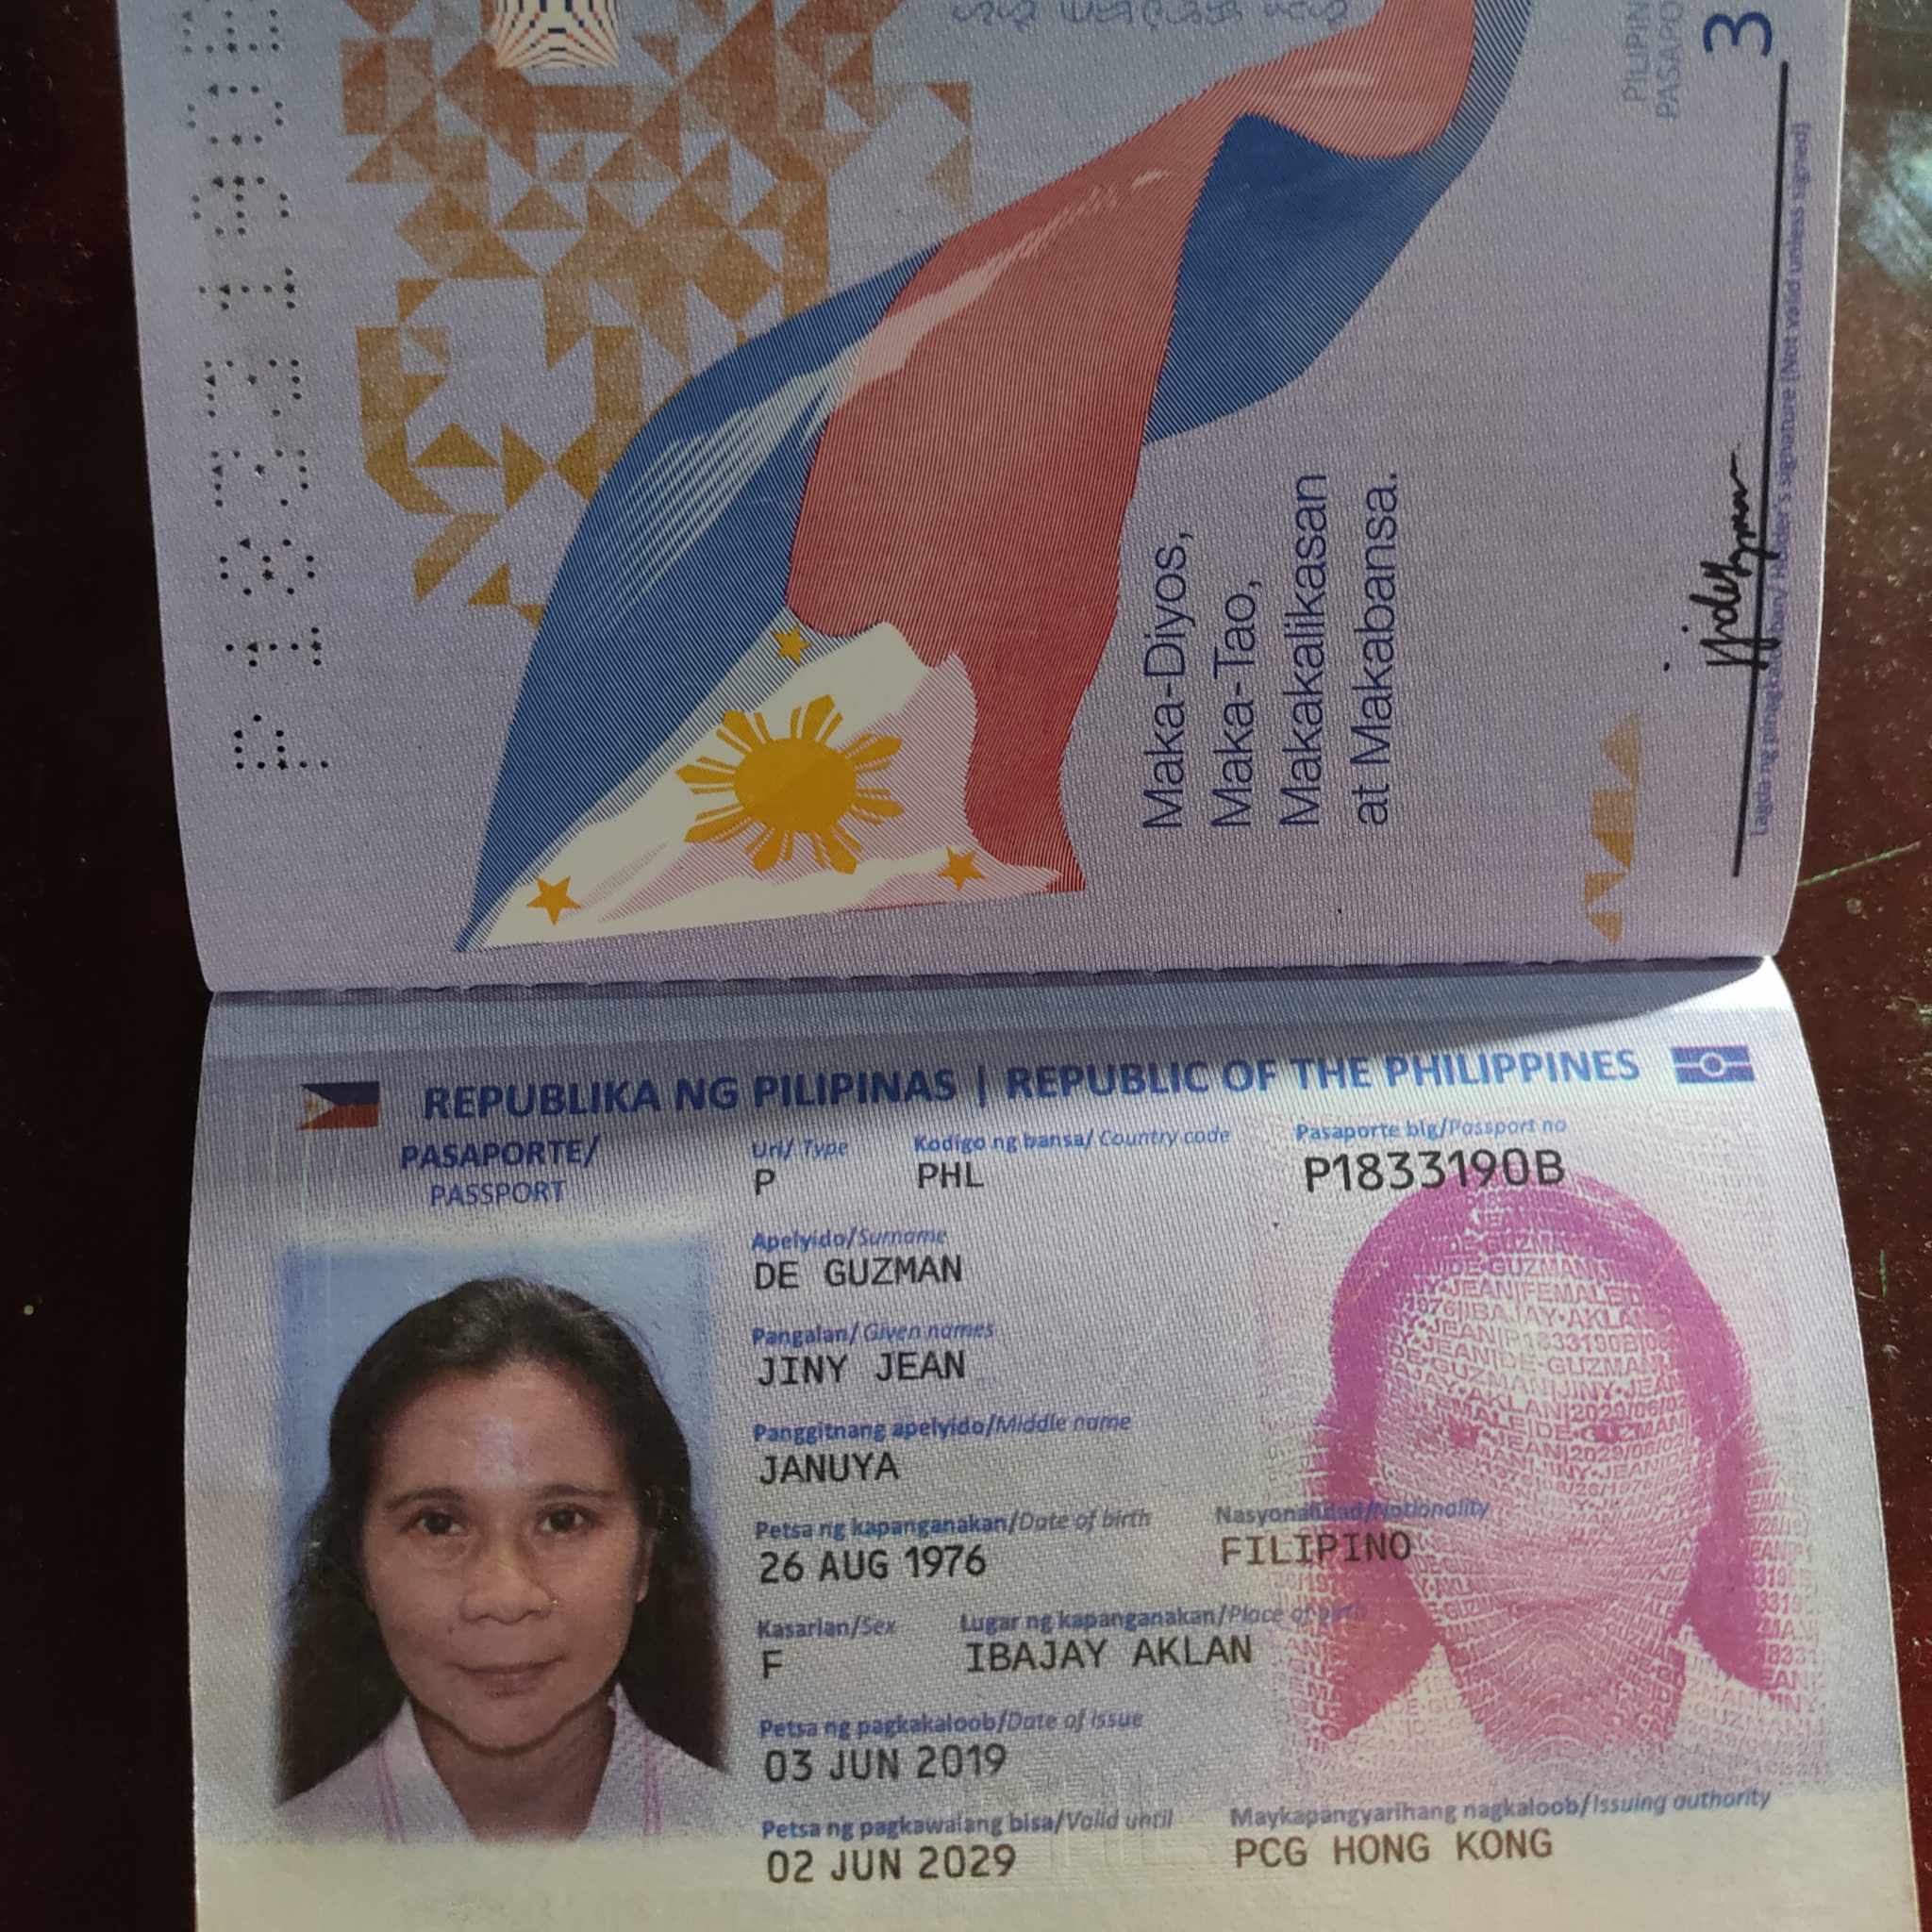 PILIPIN
PASAPO
3
P1833190B
Maka-Diyos,
Maka-Tao,
Makakalikasan
at Makabansa.
signature (Not valid unless signed)
REPUBLIKA NG PILIPINAS | REPUBLIC OF THE PHILIPPINES
PASAPORTE/
PASSPORT
Uri/ Type
P
Kodigo ng bansa/ Country code
PHL
Pasaporte blg/Passport no
P1833190B
Apelyido/Surname
DE GUZMAN
Pangalan/ Given names
JINY JEAN
Panggitnang apelyido/Middle name
JANUYA
Petsa ng kapanganakan/Date of birth
26 AUG 1976
Nasyonalidad/Nationality
FILIPINO
Kasarian/Sex
F
Lugar ng kapanganakan/Place of birth
IBAJAY AKLAN
Petsa ng pagkakaloob/Date of issue
03 JUN 2019
Petsa ng pagkawalang bisa/Valid until
02 JUN 2029
Maykapangyarihang nagkaloob/Issuing authority
PCG HONG KONG